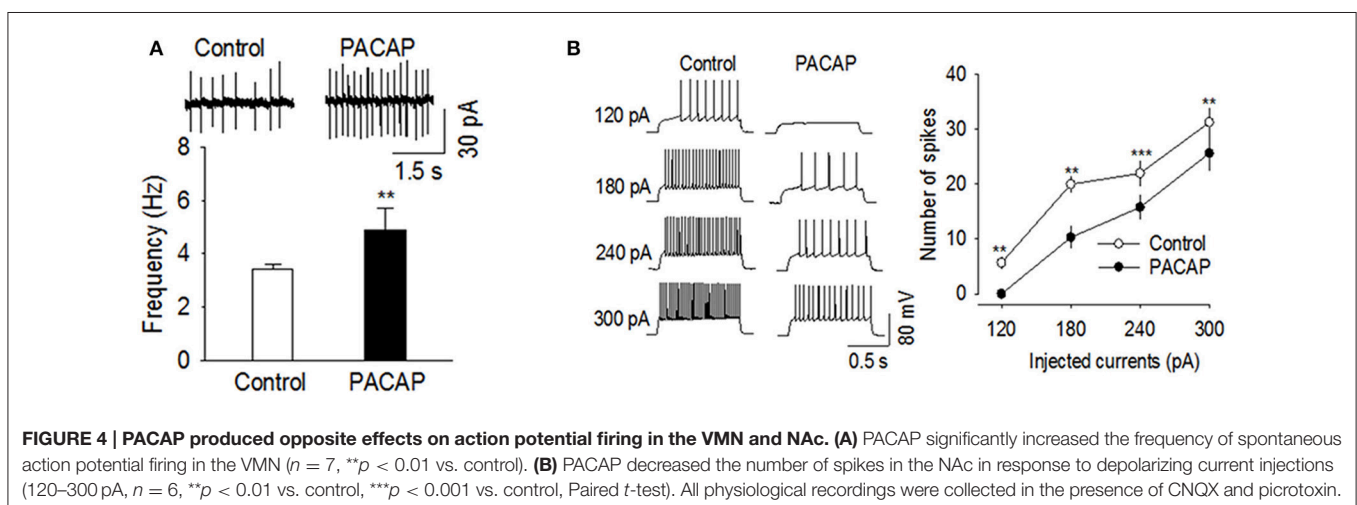 A
Control PACAP
30 pA
1.5 s
8
6
4
2
0
Frequency (Hz)
**
Control PACAP
B
Control PACAP
120 pA
180 pA
240 pA
300 pA
80 mV
0.5 s
40
30
20
10
0
Number of spikes
** ** *** **
Control
PACAP
120 180 240 300
Injected currents (pA)
FIGURE 4 | PACAP produced opposite effects on action potential firing in the VMN and NAc. (A) PACAP significantly increased the frequency of spontaneous
action potential firing in the VMN (n = 7, **p < 0.01 vs. control). (B) PACAP decreased the number of spikes in the NAc in response to depolarizing current injections
(120–300 pA, n = 6, **p < 0.01 vs. control, ***p < 0.001 vs. control, Paired t-test). All physiological recordings were collected in the presence of CNQX and picrotoxin.